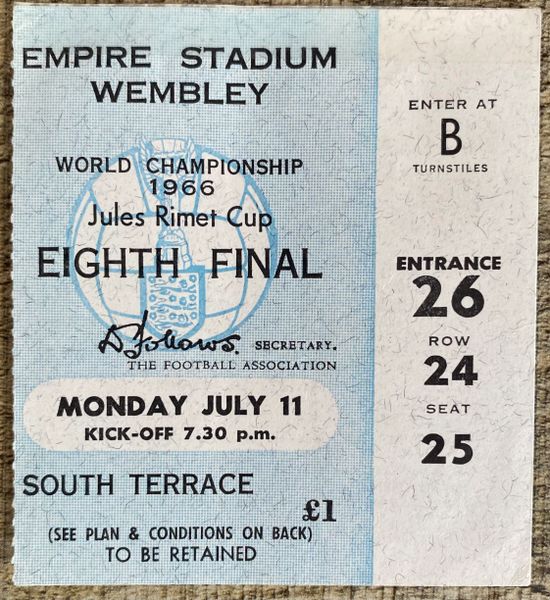 EMPIRE STADIUM
WEMBLEY
WORLD CHAMPIONSHIP
1966
Jules Rimet Cup
EIGHTH FINAL
D Follows.
SECRETARY.
THE FOOTBALL ASSOCIATION
MONDAY JULY 11
KICK-OFF 7.30 p.m.
SOUTH TERRACE
£1
(SEE PLAN & CONDITIONS ON BACK)
TO BE RETAINED
ENTER AT
B
TURNSTILES
ENTRANCE
26
ROW
24
SEAT
25